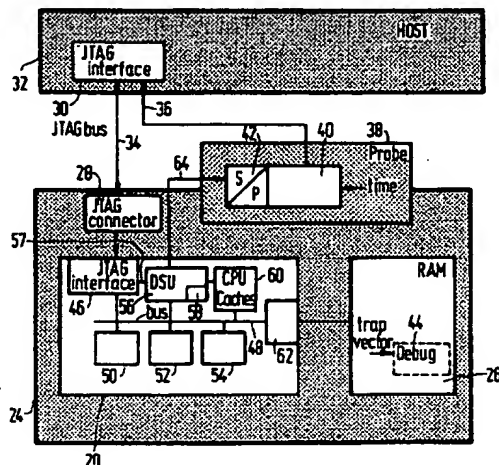 HOST
JTAG
interface
32
30
36
JTAG bus
34
42
40
38
Probe
64
S
P
time
28
JTAG
connector
57
JTAG
interface
DSU
CPU
Caches
60
RAM
46
56
58
bus
48
62
trap
vector
44
Debug
50
52
54
24
20
26